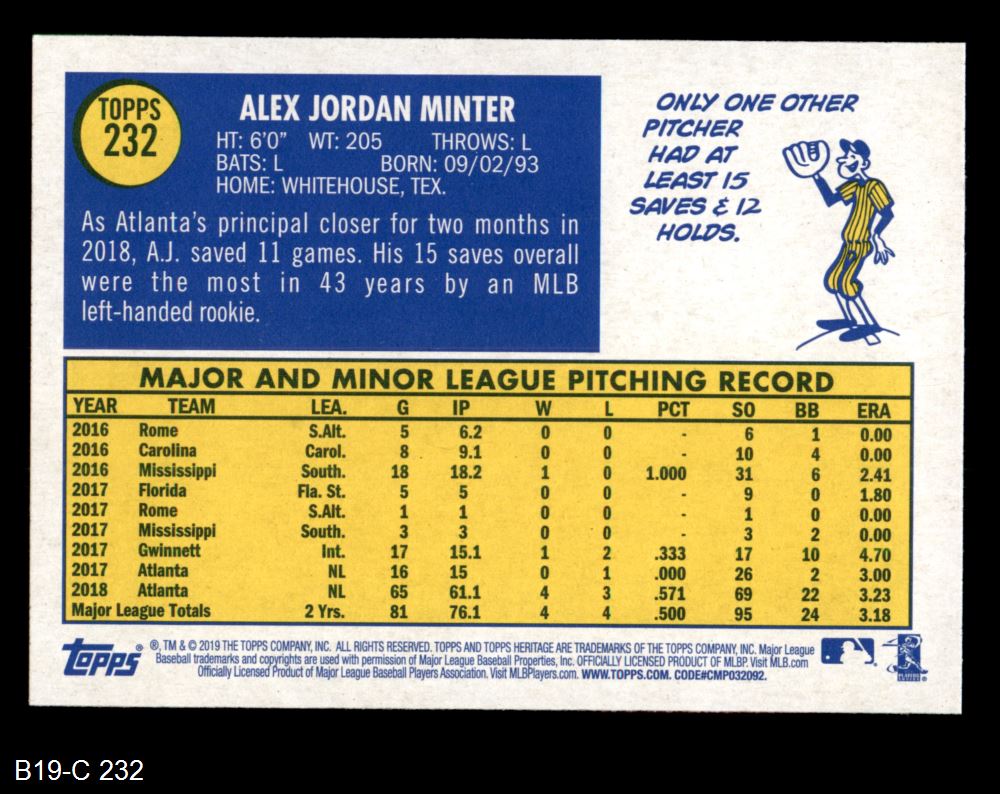 TOPPS
232
ALEX JORDAN MINTER
HT: 6'0" WT: 205 THROWS: L
BATS: L BORN: 09/02/93
HOME: WHITEHOUSE, TEX.
As Atlanta's principal closer for two months in
2018, A.J. saved 11 games. His 15 saves overall
were the most in 43 years by an MLB
left-handed rookie.
ONLY ONE OTHER
PITCHER
HAD AT
LEAST 15
SAVES & 12
HOLDS.
MAJOR AND MINOR LEAGUE PITCHING RECORD
YEAR TEAM LEA. G IP W L PCT SO BB ERA
2016 Rome S.Alt. 5 6.2 0 0 - 6 1 0.00
2016 Carolina Carol. 8 9.1 0 0 - 10 4 0.00
2016 Mississippi South. 18 18.2 1 0 1.000 31 6 2.41
2017 Florida Fla. St. 5 5 0 0 - 9 0 1.80
2017 Rome S.Alt. 1 1 0 0 - 1 0 0.00
2017 Mississippi South. 3 3 0 0 - 3 2 0.00
2017 Gwinnett Int. 17 15.1 1 2 .333 17 10 4.70
2017 Atlanta NL 16 15 0 1 .000 26 2 3.00
2018 Atlanta NL 65 61.1 4 3 .571 69 22 3.23
Major League Totals 2 Yrs. 81 76.1 4 4 .500 95 24 3.18
topps® ®, TM & © 2019 THE TOPPS COMPANY, INC. ALL RIGHTS RESERVED. TOPPS AND TOPPS HERITAGE ARE TRADEMARKS OF THE TOPPS COMPANY, INC. Major League
Baseball trademarks and copyrights are used with permission of Major League Baseball Properties, Inc. OFFICIALLY LICENSED PRODUCT OF MLBP. Visit MLB.com
Officially Licensed Product of Major League Baseball Players Association. Visit MLBPlayers.com. WWW.TOPPS.COM. CODE#CMP032092.
B19-C 232